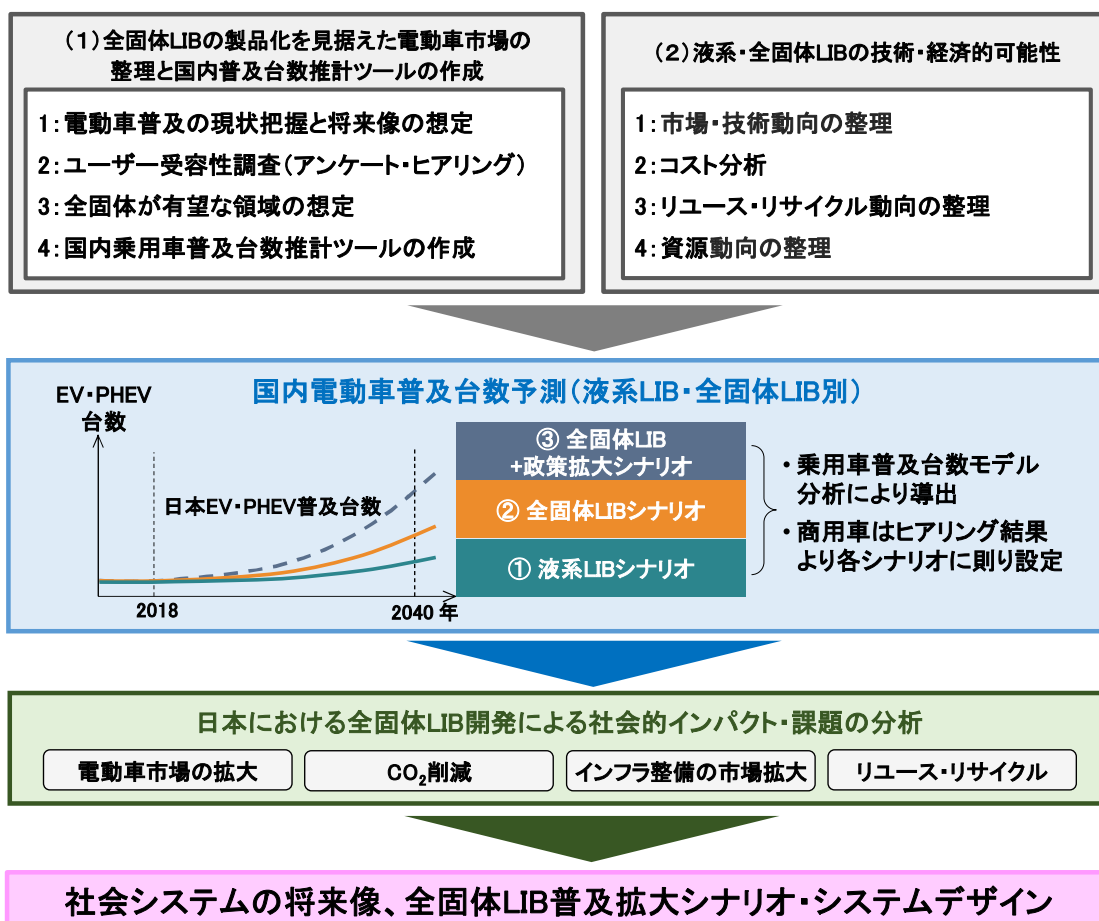 (1)全固体LIBの製品化を見据えた電動車市場の
整理と国内普及台数推計ツールの作成
1:電動車普及の現状把握と将来像の想定
2:ユーザー受容性調査(アンケート・ヒアリング)
3:全固体が有望な領域の想定
4:国内乗用車普及台数推計ツールの作成
(2)液系・全固体LIBの技術・経済的可能性
1:市場・技術動向の整理
2:コスト分析
3:リユース・リサイクル動向の整理
4:資源動向の整理
国内電動車普及台数予測(液系LIB・全固体LIB別)
EV・PHEV
台数
日本EV・PHEV普及台数
2018
2040 年
③ 全固体LIB
+政策拡大シナリオ
② 全固体LIBシナリオ
① 液系LIBシナリオ
・乗用車普及台数モデル
分析により導出
・商用車はヒアリング結果
より各シナリオに則り設定
日本における全固体LIB開発による社会的インパクト・課題の分析
電動車市場の拡大
CO₂削減
インフラ整備の市場拡大
リユース・リサイクル
社会システムの将来像、全固体LIB普及拡大シナリオ・システムデザイン